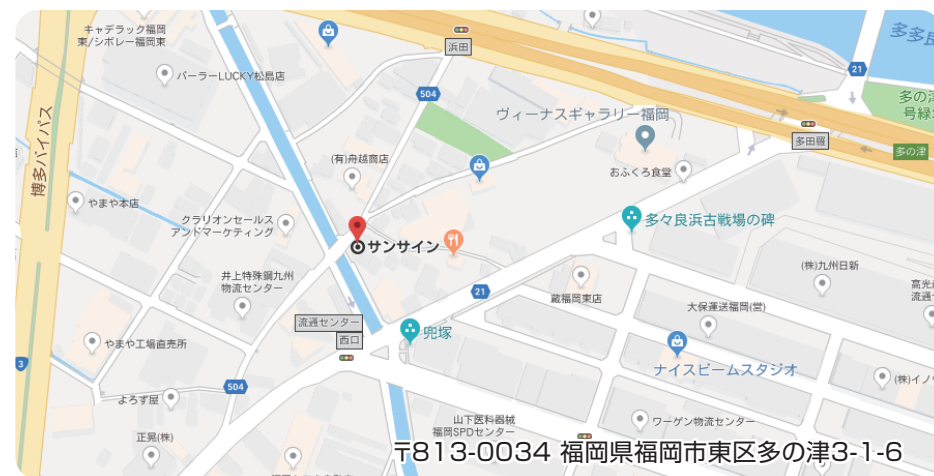 キャデラック福岡
東/シボレー福岡東
浜田
多多良
21
パーラーLUCKY松島店
504
多の津
号緑
ヴィーナスギャラリー福岡
多田羅
多の津
博多バイパス
(有)舟越商店
おふくろ食堂
やまや本店
クラリオンセールス
アンドマーケティング
サンサイン
多々良浜古戦場の碑
井上特殊鋼九州
物流センター
21
蔵福岡東店
(株)九州日新
高光産
流通セ
大保運送福岡(営)
流通センター
西口
兜塚
やまや工場直売所
3
ナイスビームスタジオ
504
(株)イノウ
よろず屋
正晃(株)
山下医科器械
福岡SPDセンター
ワーゲン物流センター
〒813-0034 福岡県福岡市東区多の津3-1-6